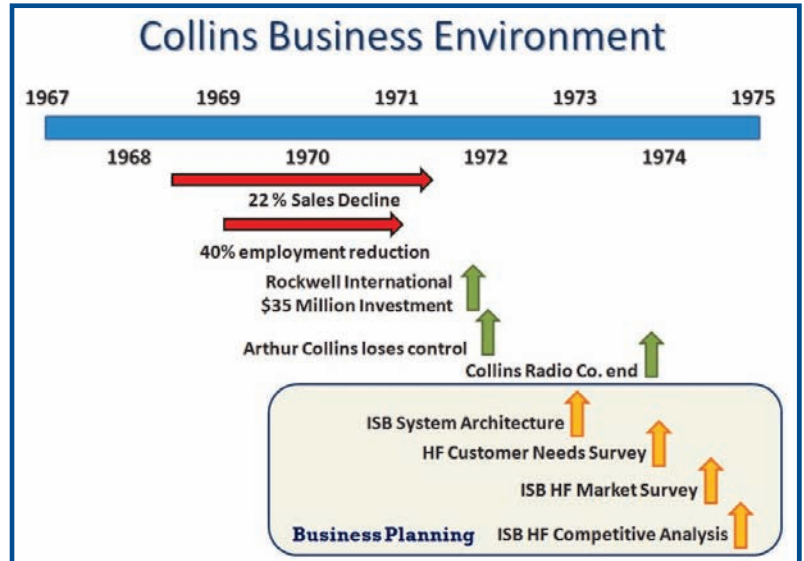 Collins Business Environment
1967 1969 1971 1973 1975
1968 1970 1972 1974
22 % Sales Decline
40% employment reduction
Rockwell International
$35 Million Investment
Arthur Collins loses control
Collins Radio Co. end
ISB System Architecture
HF Customer Needs Survey
ISB HF Market Survey
Business Planning ISB HF Competitive Analysis